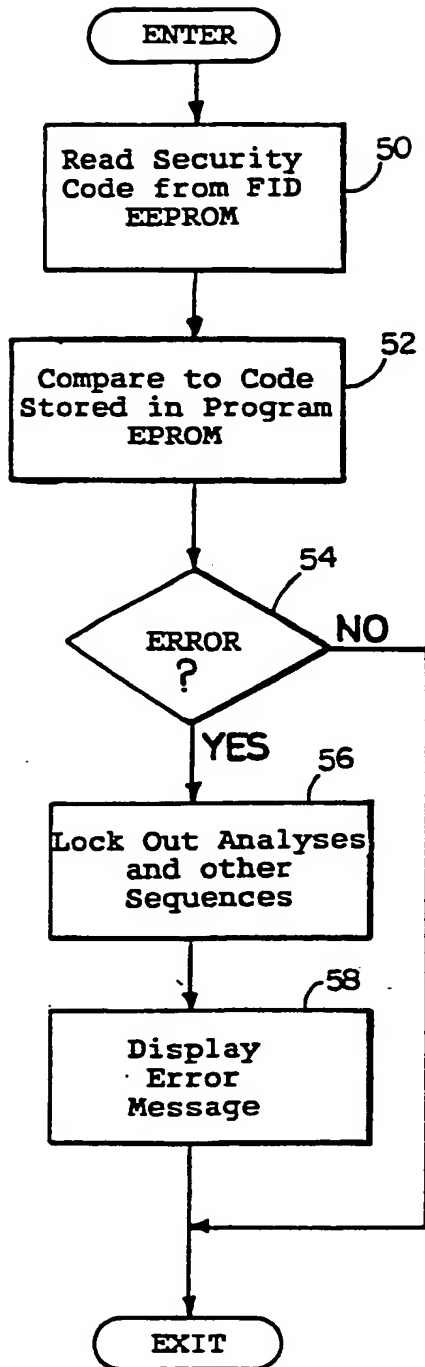 ENTER
Read Security
Code from FID
EEPROM
50
Compare to Code
Stored in Program
EPROM
52
54
ERROR
?
NO
YES
56
Lock Out Analyses
and other
Sequences
58
Display
Error
Message
EXIT